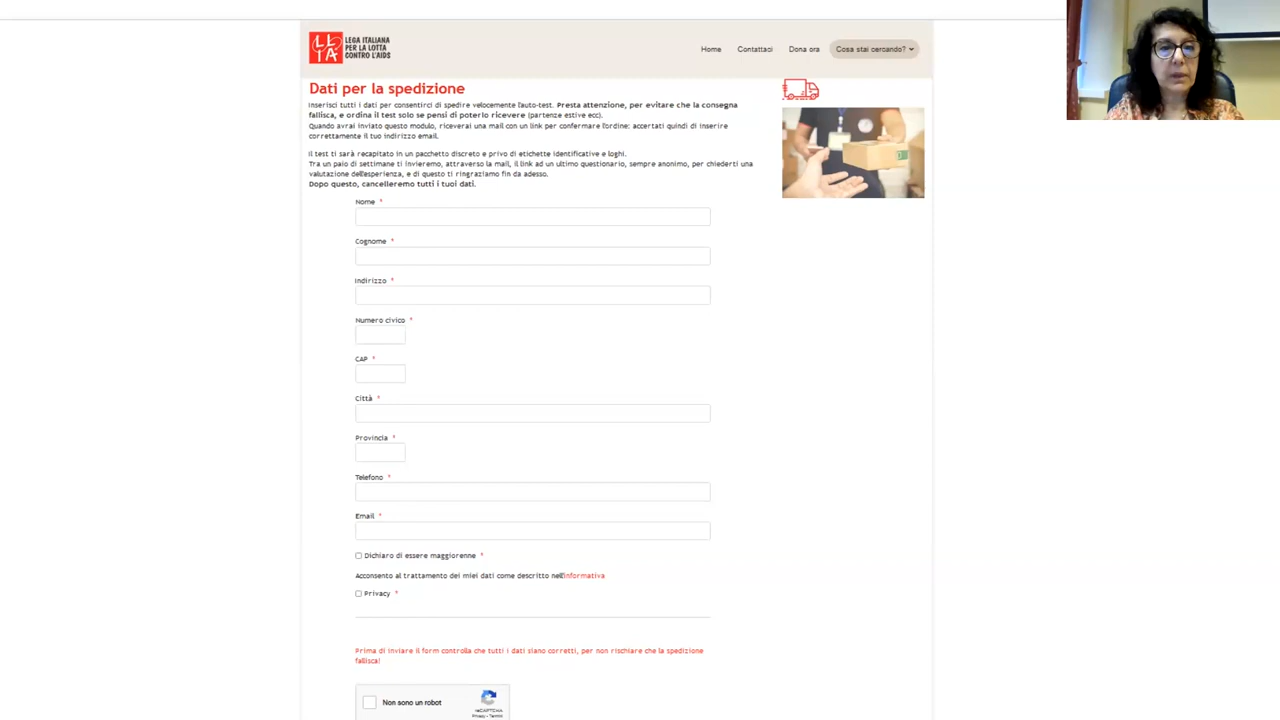 LEGA ITALIANA
PER LA LOTTA
CONTRO L'AIDS
Home
Contattaci
Dona ora
Cosa stai cercando?
Dati per la spedizione
Inserisci tutti i dati per consentirci di spedire velocemente l'auto-test. Presta attenzione, per evitare che la consegna
fallisca, e ordina il test solo se pensi di poterlo ricevere (partenze estive ecc).
Quando avrai inviato questo modulo, riceverai una mail con un link per confermare l'ordine: accertati quindi di inserire
correttamente il tuo indirizzo email.
Il test ti sarà recapitato in un pacchetto discreto e privo di etichette identificative e loghi.
Tra un paio di settimane ti invieremo, attraverso la mail, il link ad un ultimo questionario, sempre anonimo, per chiederti una
valutazione dell'esperienza, e di questo ti ringraziamo fin da adesso.
Dopo questo, cancelleremo tutti i tuoi dati.
Nome *
Cognome *
Indirizzo *
Numero civico *
CAP *
Città *
Provincia *
Telefono *
Email *
Dichiaro di essere maggiorenne *
Acconsento al trattamento dei miei dati come descritto nell'informativa
Privacy *
Prima di inviare il form controlla che tutti i dati siano corretti, per non rischiare che la spedizione
fallisca!
Non sono un robot
reCAPTCHA
Privacy - Termini